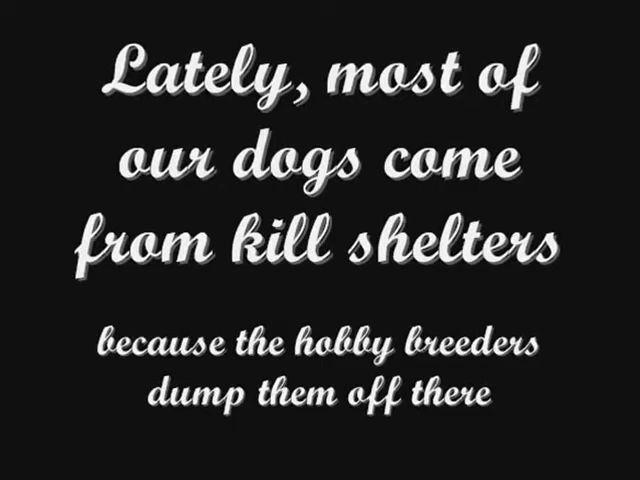 Lately, most of
our dogs come
from kill shelters
because the hobby breeders
dump them off there